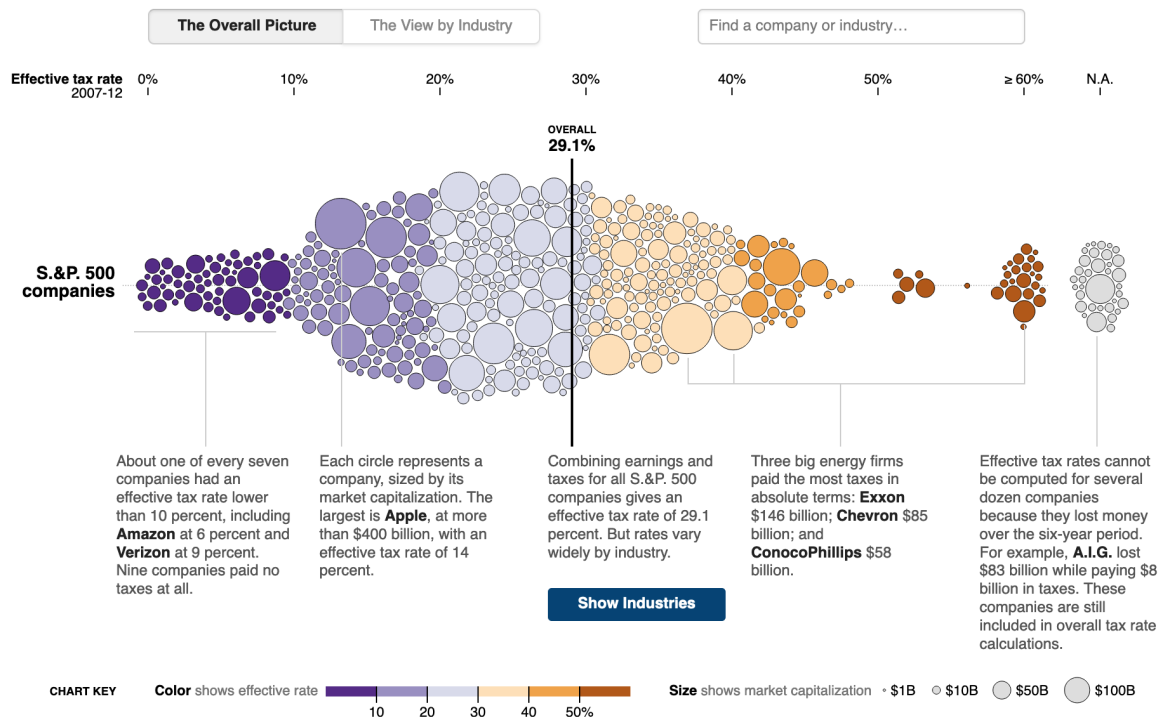 The Overall Picture
The View by Industry
Find a company or industry…
Effective tax rate
2007-12
0%
10%
20%
30%
40%
50%
≥ 60%
N.A.
OVERALL
29.1%
S.&P. 500
companies
About one of every seven
companies had an
effective tax rate lower
than 10 percent, including
Amazon at 6 percent and
Verizon at 9 percent.
Nine companies paid no
taxes at all.
Each circle represents a
company, sized by its
market capitalization. The
largest is Apple, at more
than $400 billion, with an
effective tax rate of 14
percent.
Combining earnings and
taxes for all S.&P. 500
companies gives an
effective tax rate of 29.1
percent. But rates vary
widely by industry.
Show Industries
Three big energy firms
paid the most taxes in
absolute terms: Exxon
$146 billion; Chevron $85
billion; and
ConocoPhillips $58
billion.
Effective tax rates cannot
be computed for several
dozen companies
because they lost money
over the six-year period.
For example, A.I.G. lost
$83 billion while paying $8
billion in taxes. These
companies are still
included in overall tax rate
calculations.
CHART KEY
Color shows effective rate
10
20
30
40
50%
Size shows market capitalization
$1B
$10B
$50B
$100B